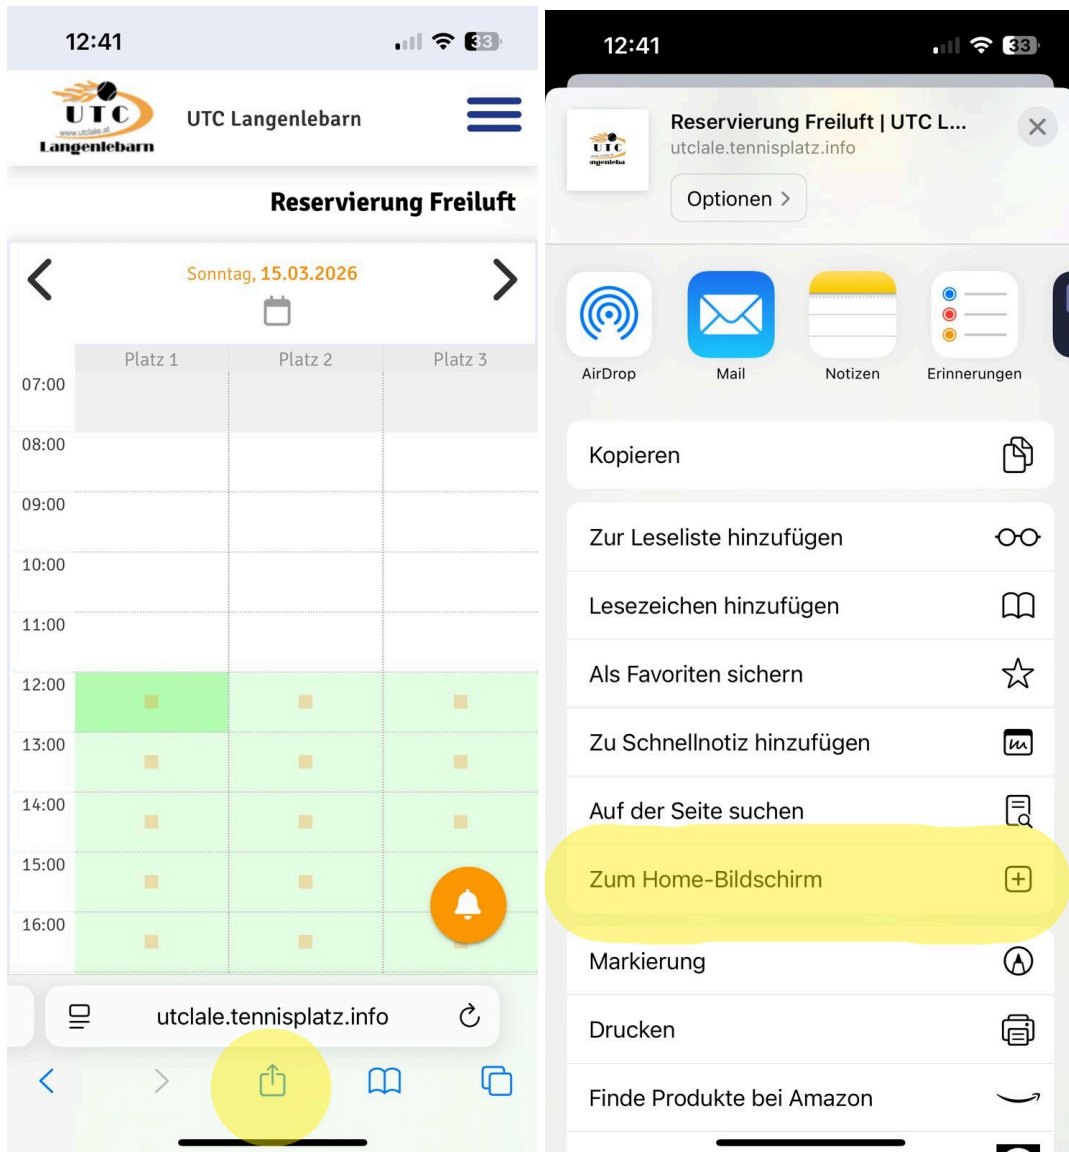 12:41
33
UTC
www.utclale.at
Langenlebarn
UTC Langenlebarn
Reservierung Freiluft
Sonntag, 15.03.2026
Platz 1 Platz 2 Platz 3
07:00
08:00
09:00
10:00
11:00
12:00
13:00
14:00
15:00
16:00
utclale.tennisplatz.info
12:41
33
UTC
Reservierung Freiluft | UTC L...
utclale.tennisplatz.info
Optionen
AirDrop Mail Notizen Erinnerungen
Kopieren
Zur Leseliste hinzufügen
Lesezeichen hinzufügen
Als Favoriten sichern
Zu Schnellnotiz hinzufügen
Auf der Seite suchen
Zum Home-Bildschirm
Markierung
Drucken
Finde Produkte bei Amazon